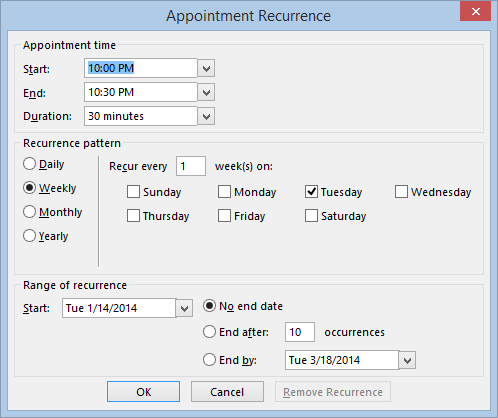 Appointment Recurrence
Appointment time
Start: 10:00 PM
End: 10:30 PM
Duration: 30 minutes
Recurrence pattern
Daily Recur every 1 week(s) on:
Weekly Sunday Monday Tuesday Wednesday
Monthly Thursday Friday Saturday
Yearly
Range of recurrence
Start: Tue 1/14/2014 No end date
End after: 10 occurrences
End by: Tue 3/18/2014
OK Cancel Remove Recurrence